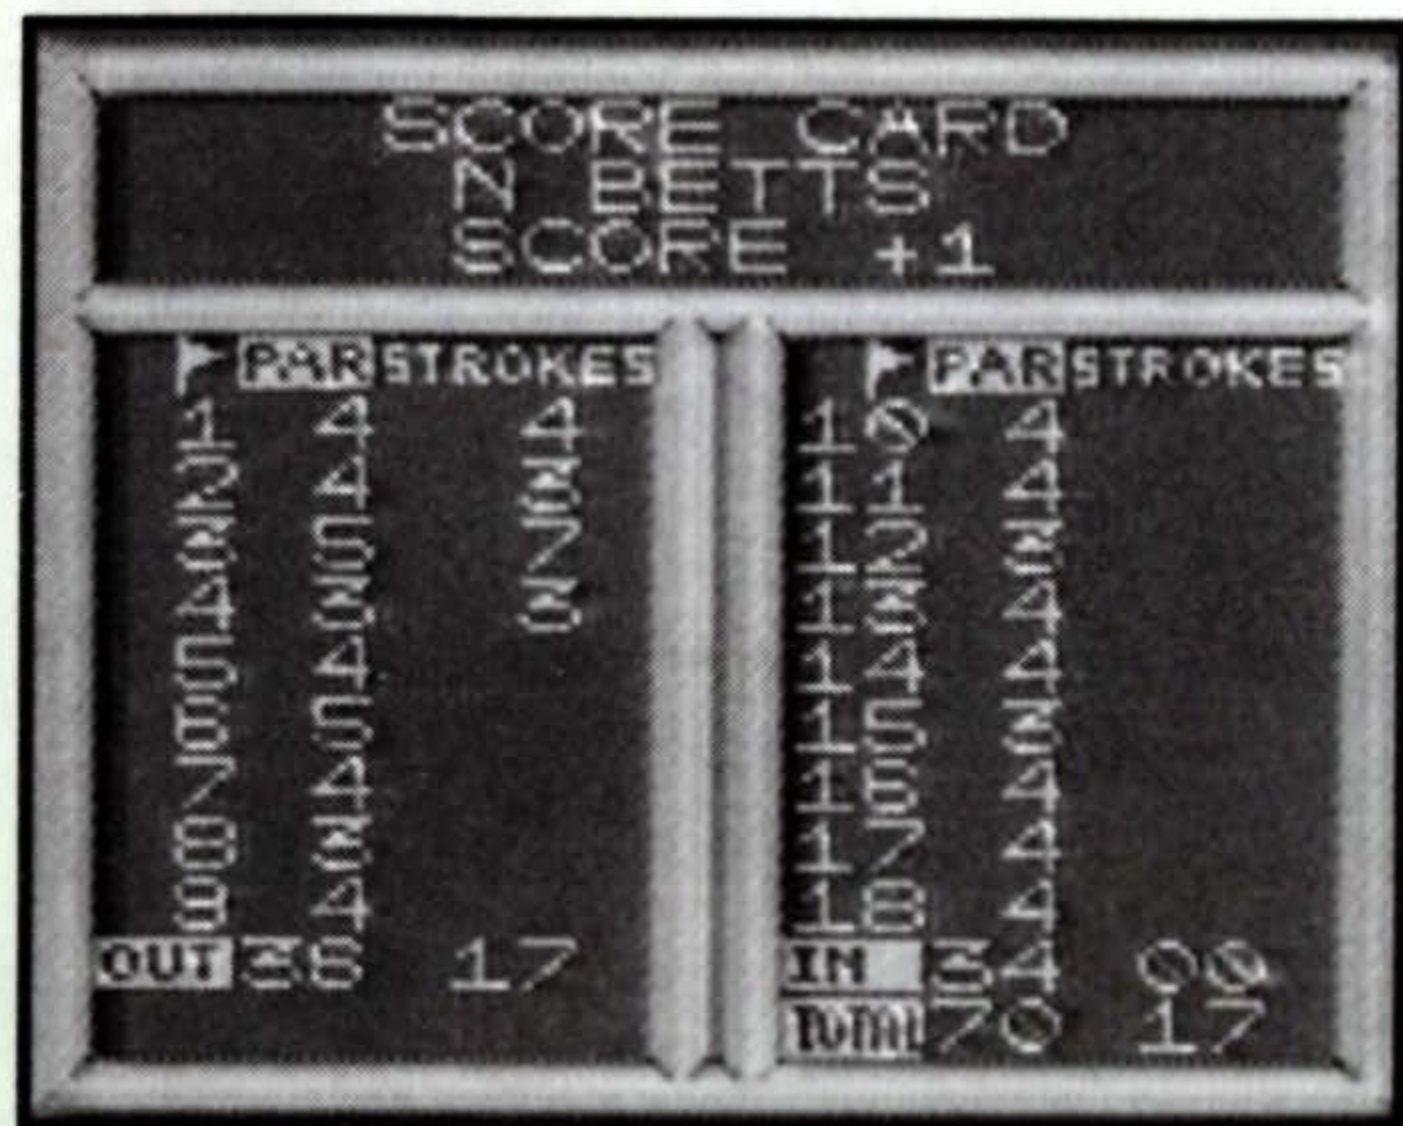 SCORE CARD
N BETTS
SCORE +1
PAR STROKES
1 4 4
2 4 3
3 5 7
4 3 3
5 4
6 5
7 4
8 3
9 4
OUT 36 17
PAR STROKES
10 4
11 4
12 3
13 4
14 4
15 3
16 4
17 4
18 4
IN 34 00
TOTAL 70 17